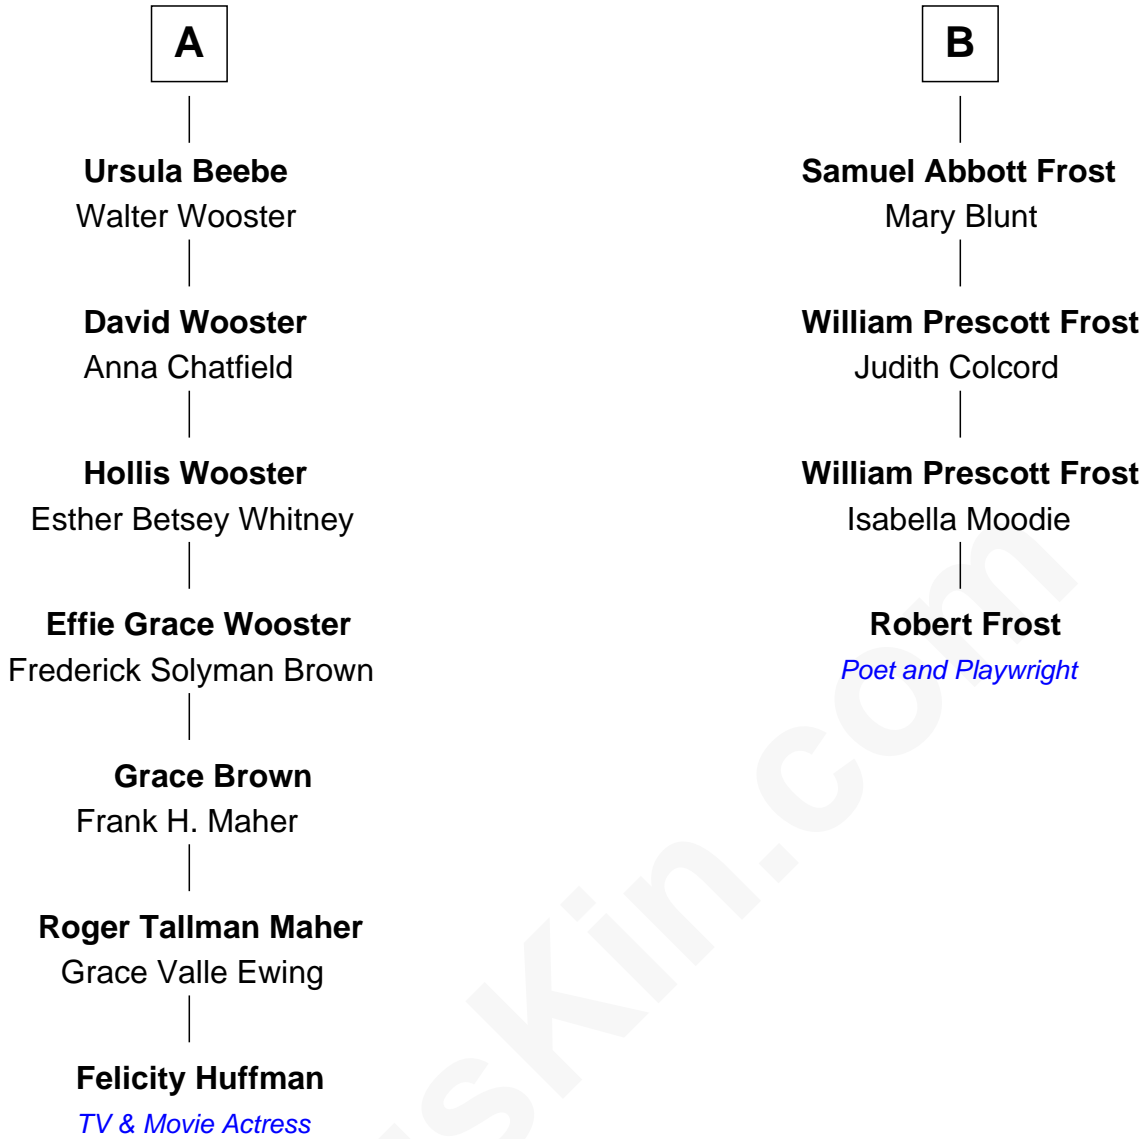 A
Ursula Beebe
Walter Wooster
David Wooster
Anna Chatfield
Hollis Wooster
Esther Betsey Whitney
Effie Grace Wooster
Frederick Solyman Brown
Grace Brown
Frank H. Maher
Roger Tallman Maher
Grace Valle Ewing
Felicity Huffman
TV & Movie Actress
B
Samuel Abbott Frost
Mary Blunt
William Prescott Frost
Judith Colcord
William Prescott Frost
Isabella Moodie
Robert Frost
Poet and Playwright
usKin.com